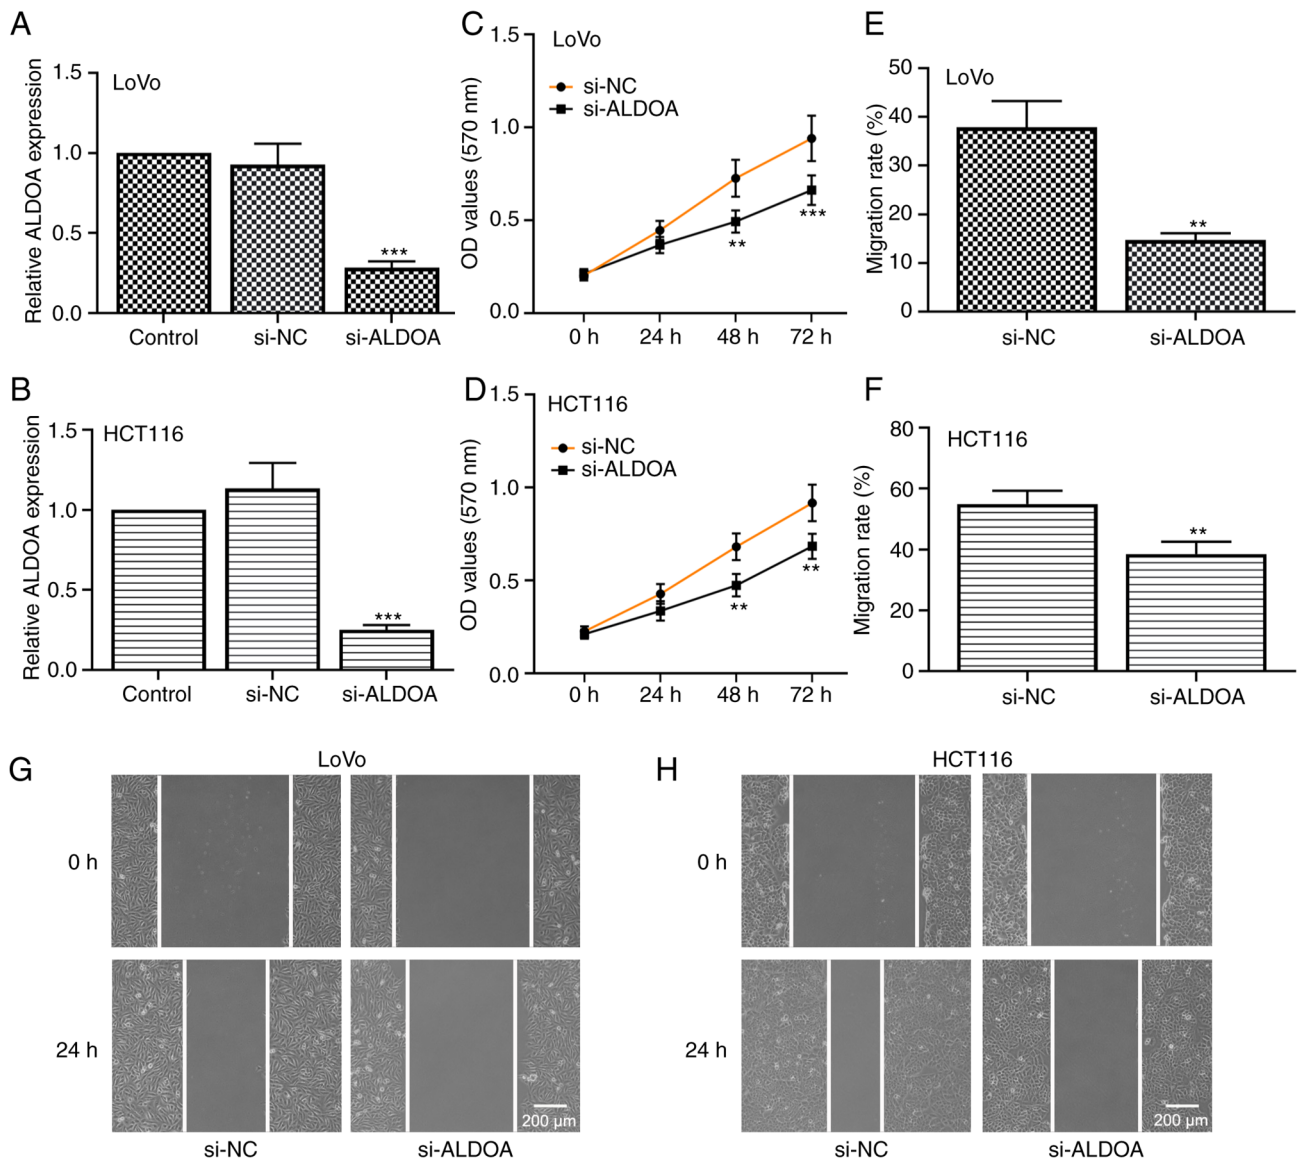 A
LoVo
Relative ALDOA expression
1.5
1.0
0.5
0.0
***
Control
si-NC
si-ALDOA
C
LoVo
si-NC
si-ALDOA
OD values (570 nm)
1.5
1.0
0.5
0.0
**
***
0 h
24 h
48 h
72 h
E
LoVo
Migration rate (%)
50
40
30
20
10
0
**
si-NC
si-ALDOA
B
HCT116
Relative ALDOA expression
1.5
1.0
0.5
0.0
***
Control
si-NC
si-ALDOA
D
HCT116
si-NC
si-ALDOA
OD values (570 nm)
1.5
1.0
0.5
0.0
**
**
0 h
24 h
48 h
72 h
F
HCT116
Migration rate (%)
80
60
40
20
0
**
si-NC
si-ALDOA
G
LoVo
0 h
24 h
200 µm
si-NC
si-ALDOA
H
HCT116
0 h
24 h
200 µm
si-NC
si-ALDOA